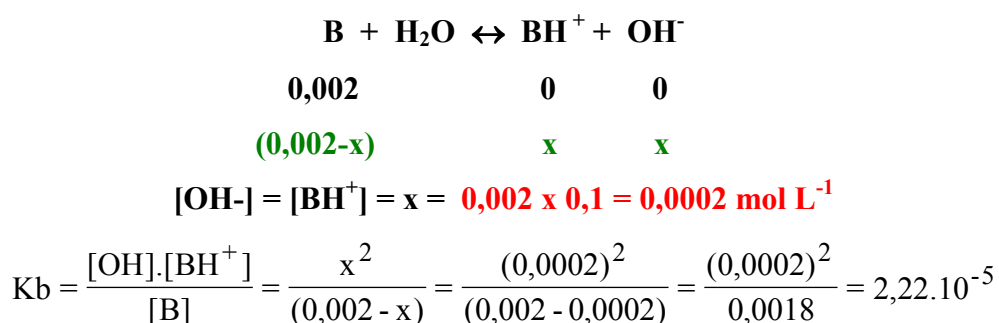 B + H₂O ↔ BH⁺ + OH⁻
0,002 0 0
(0,002-x) x x
[OH-] = [BH⁺] = x = 0,002 x 0,1 = 0,0002 mol L⁻¹
Kb = [OH].[BH⁺] / [B] = x² / (0,002 - x) = (0,0002)² / (0,002 - 0,0002) = (0,0002)² / 0,0018 = 2,22.10⁻⁵